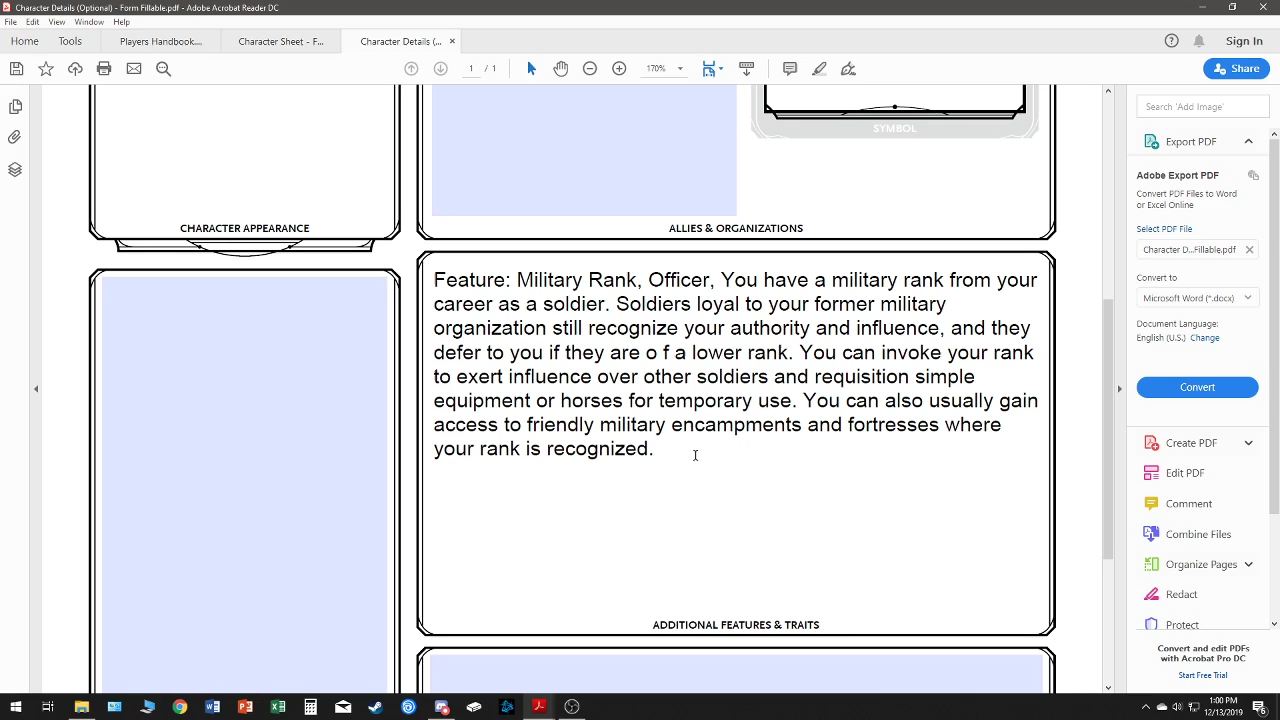 Character Details (Optional) - Form Fillable.pdf - Adobe Acrobat Reader DC
File Edit View Window Help
Home Tools Players Handbook... Character Sheet - F... Character Details (... × Sign In
1 / 1 170% Share
SYMBOL
CHARACTER APPEARANCE ALLIES & ORGANIZATIONS
Feature: Military Rank, Officer, You have a military rank from your
career as a soldier. Soldiers loyal to your former military
organization still recognize your authority and influence, and they
defer to you if they are o f a lower rank. You can invoke your rank
to exert influence over other soldiers and requisition simple
equipment or horses for temporary use. You can also usually gain
access to friendly military encampments and fortresses where
your rank is recognized.
ADDITIONAL FEATURES & TRAITS
Search 'Add Image'
Export PDF
Adobe Export PDF
Convert PDF Files to Word
or Excel Online
Select PDF File
Character D...Fillable.pdf ×
Convert to
Microsoft Word (*.docx)
Document Language:
English (U.S.) Change
Convert
Create PDF
Edit PDF
Comment
Combine Files
Organize Pages
Redact
Protect
Convert and edit PDFs
with Acrobat Pro DC
Start Free Trial
1:00 PM
12/13/2019
6